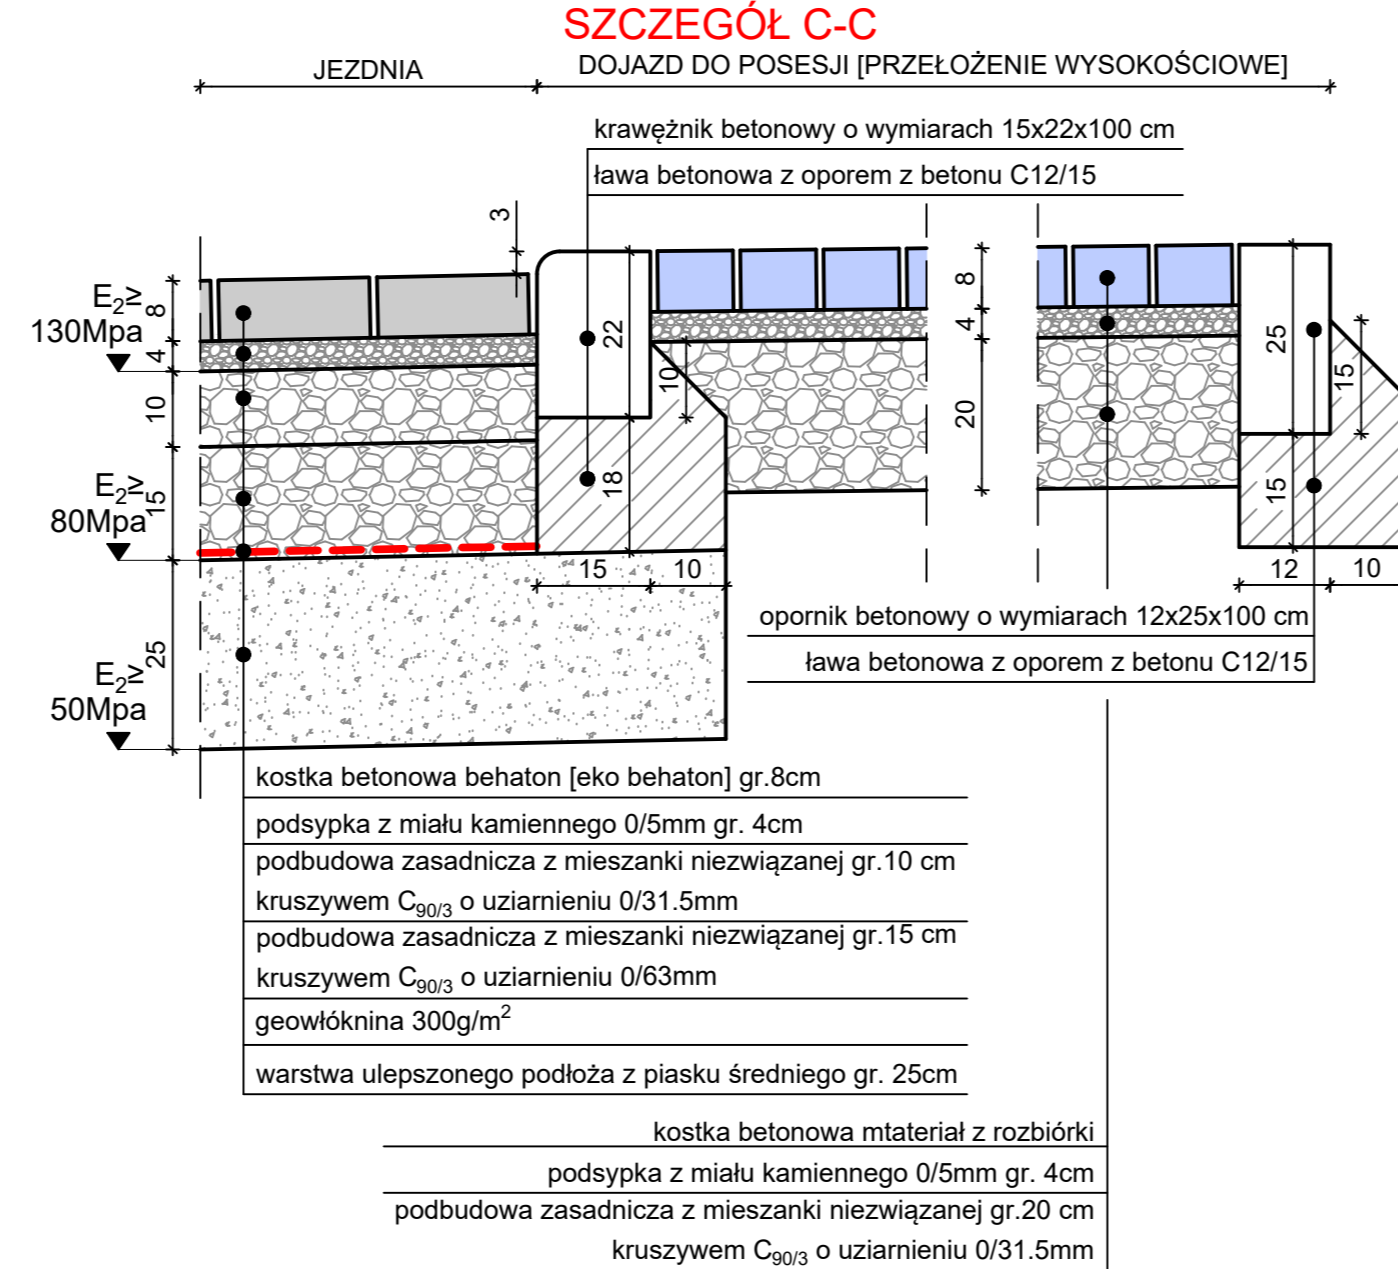 SZCZEGÓŁ C-C
JEZDNIA
DOJAZD DO POSESJI [PRZEŁOŻENIE WYSOKOŚCIOWE]
krawężnik betonowy o wymiarach 15x22x100 cm
ława betonowa z oporem z betonu C12/15
3
E2≥
130Mpa
8
4
10
E2≥
80Mpa
15
E2≥
50Mpa
25
22
10
18
15
10
8
4
20
25
15
15
12
10
opornik betonowy o wymiarach 12x25x100 cm
ława betonowa z oporem z betonu C12/15
kostka betonowa behaton [eko behaton] gr.8cm
podsypka z miału kamiennego 0/5mm gr. 4cm
podbudowa zasadnicza z mieszanki niezwiązanej gr.10 cm
kruszywem C90/3 o uziarnieniu 0/31.5mm
podbudowa zasadnicza z mieszanki niezwiązanej gr.15 cm
kruszywem C90/3 o uziarnieniu 0/63mm
geowłóknina 300g/m²
warstwa ulepszonego podłoża z piasku średniego gr. 25cm
kostka betonowa mtateriał z rozbiórki
podsypka z miału kamiennego 0/5mm gr. 4cm
podbudowa zasadnicza z mieszanki niezwiązanej gr.20 cm
kruszywem C90/3 o uziarnieniu 0/31.5mm